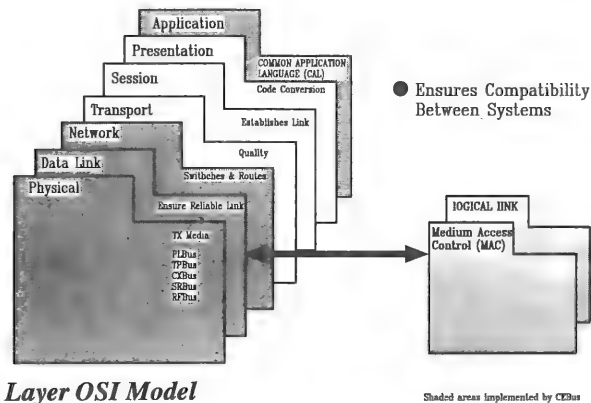 Application
Presentation
COMMON APPLICATION
LANGUAGE (CAL)
Session
Code Conversion
Transport
Establishes Link
Network
Quality
Data Link
Switches & Routes
Physical
Ensure Reliable Link
TX Media
PLBus
TPBus
CXBus
SRBus
RFBus
● Ensures Compatibility
Between Systems
LOGICAL LINK
Medium Access
Control (MAC)
Layer OSI Model
Shaded areas implemented by CEBus